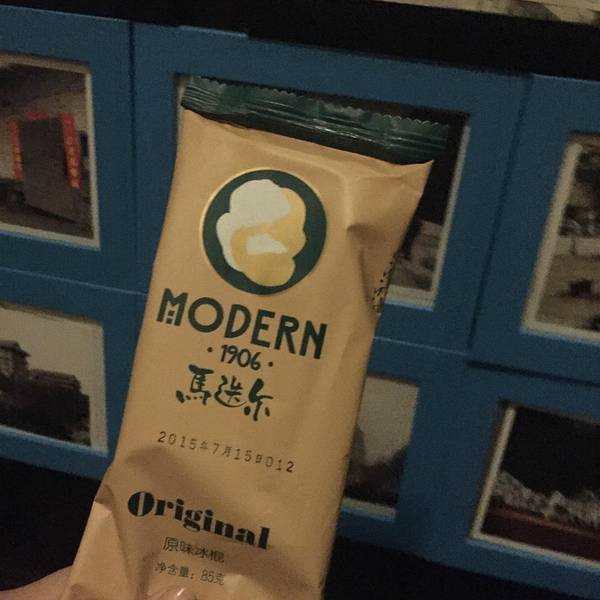 MODERN
·1906·
馬迭尔
2015年7月15日012
Original
原味冰棍
净含量：85克